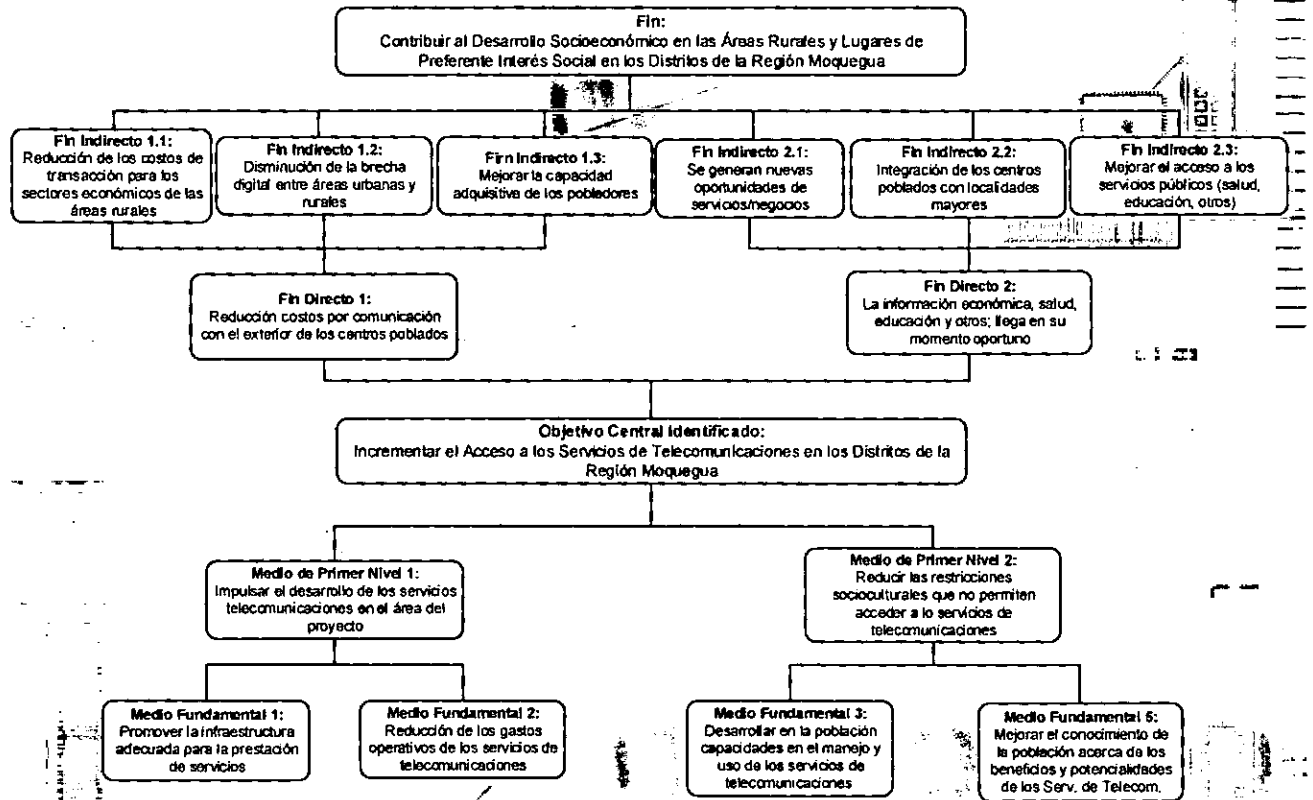 Fin:
Contribuir al Desarrollo Socioeconómico en las Áreas Rurales y Lugares de
Preferente Interés Social en los Distritos de la Región Moquegua
Fin Indirecto 1.1:
Reducción de los costos de
transacción para los
sectores económicos de las
áreas rurales
Fin Indirecto 1.2:
Disminución de la brecha
digital entre áreas urbanas y
rurales
Firn Indirecto 1.3:
Mejorar la capacidad
adquisitiva de los pobladores
Fin Indirecto 2.1:
Se generan nuevas
oportunidades de
servicios/negocios
Fin Indirecto 2.2:
Integración de los centros
poblados con localidades
mayores
Fin Indirecto 2.3:
Mejorar el acceso a los
servicios públicos (salud,
educación, otros)
Fin Directo 1:
Reducción costos por comunicación
con el exterior de los centros poblados
Fin Directo 2:
La información económica, salud,
educación y otros; llega en su
momento oportuno
Objetivo Central Identificado:
Incrementar el Acceso a los Servicios de Telecomunicaciones en los Distritos de la
Región Moquegua
Medio de Primer Nivel 1:
Impulsar el desarrollo de los servicios
telecomunicaciones en el área del
proyecto
Medio de Primer Nivel 2:
Reducir las restricciones
socioculturales que no permiten
acceder a lo servicios de
telecomunicaciones
Medio Fundamental 1:
Promover la infraestructura
adecuada para la prestación
de servicios
Medio Fundamental 2:
Reducción de los gastos
operativos de los servicios de
telecomunicaciones
Medio Fundamental 3:
Desarrollar en la población
capacidades en el manejo y
uso de los servicios de
telecomunicaciones
Medio Fundamental 5:
Mejorar el conocimiento de
la población acerca de los
beneficios y potencialidades
de los Serv. de Telecom.